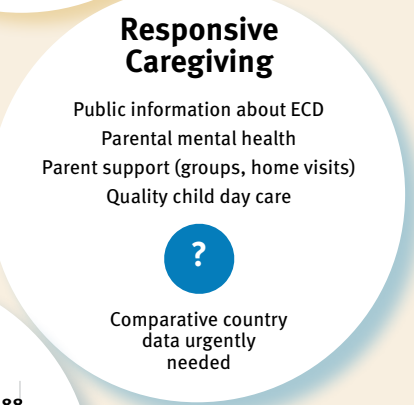 Responsive
Caregiving
Public information about ECD
Parental mental health
Parent support (groups, home visits)
Quality child day care
?
Comparative country
data urgently
needed